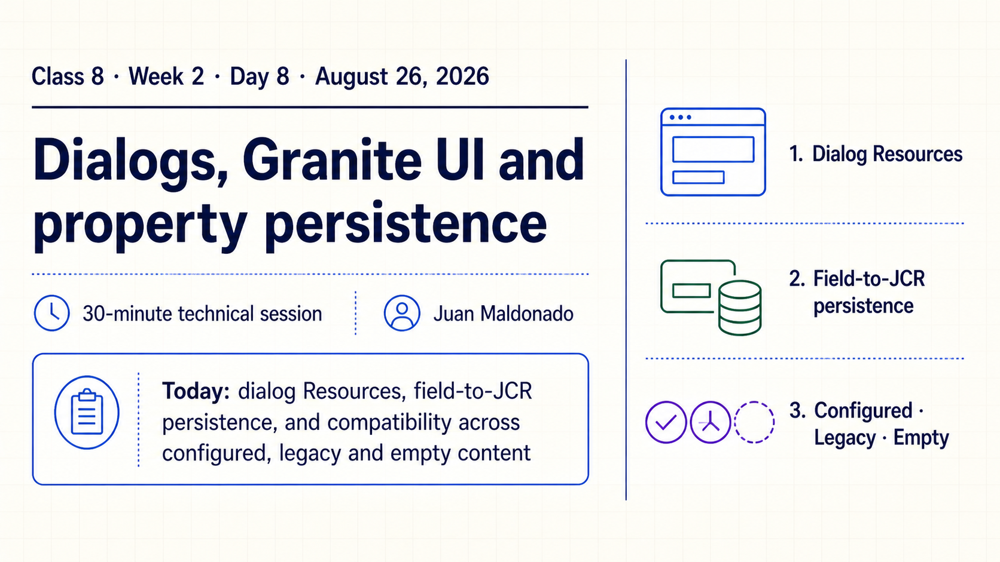 Class 8 · Week 2 · Day 8 · August 26, 2026
Dialogs, Granite UI and
property persistence
30-minute technical session
Juan Maldonado
Today: dialog Resources, field-to-JCR
persistence, and compatibility across
configured, legacy and empty content
1. Dialog Resources
2. Field-to-JCR
persistence
3. Configured ·
Legacy · Empty